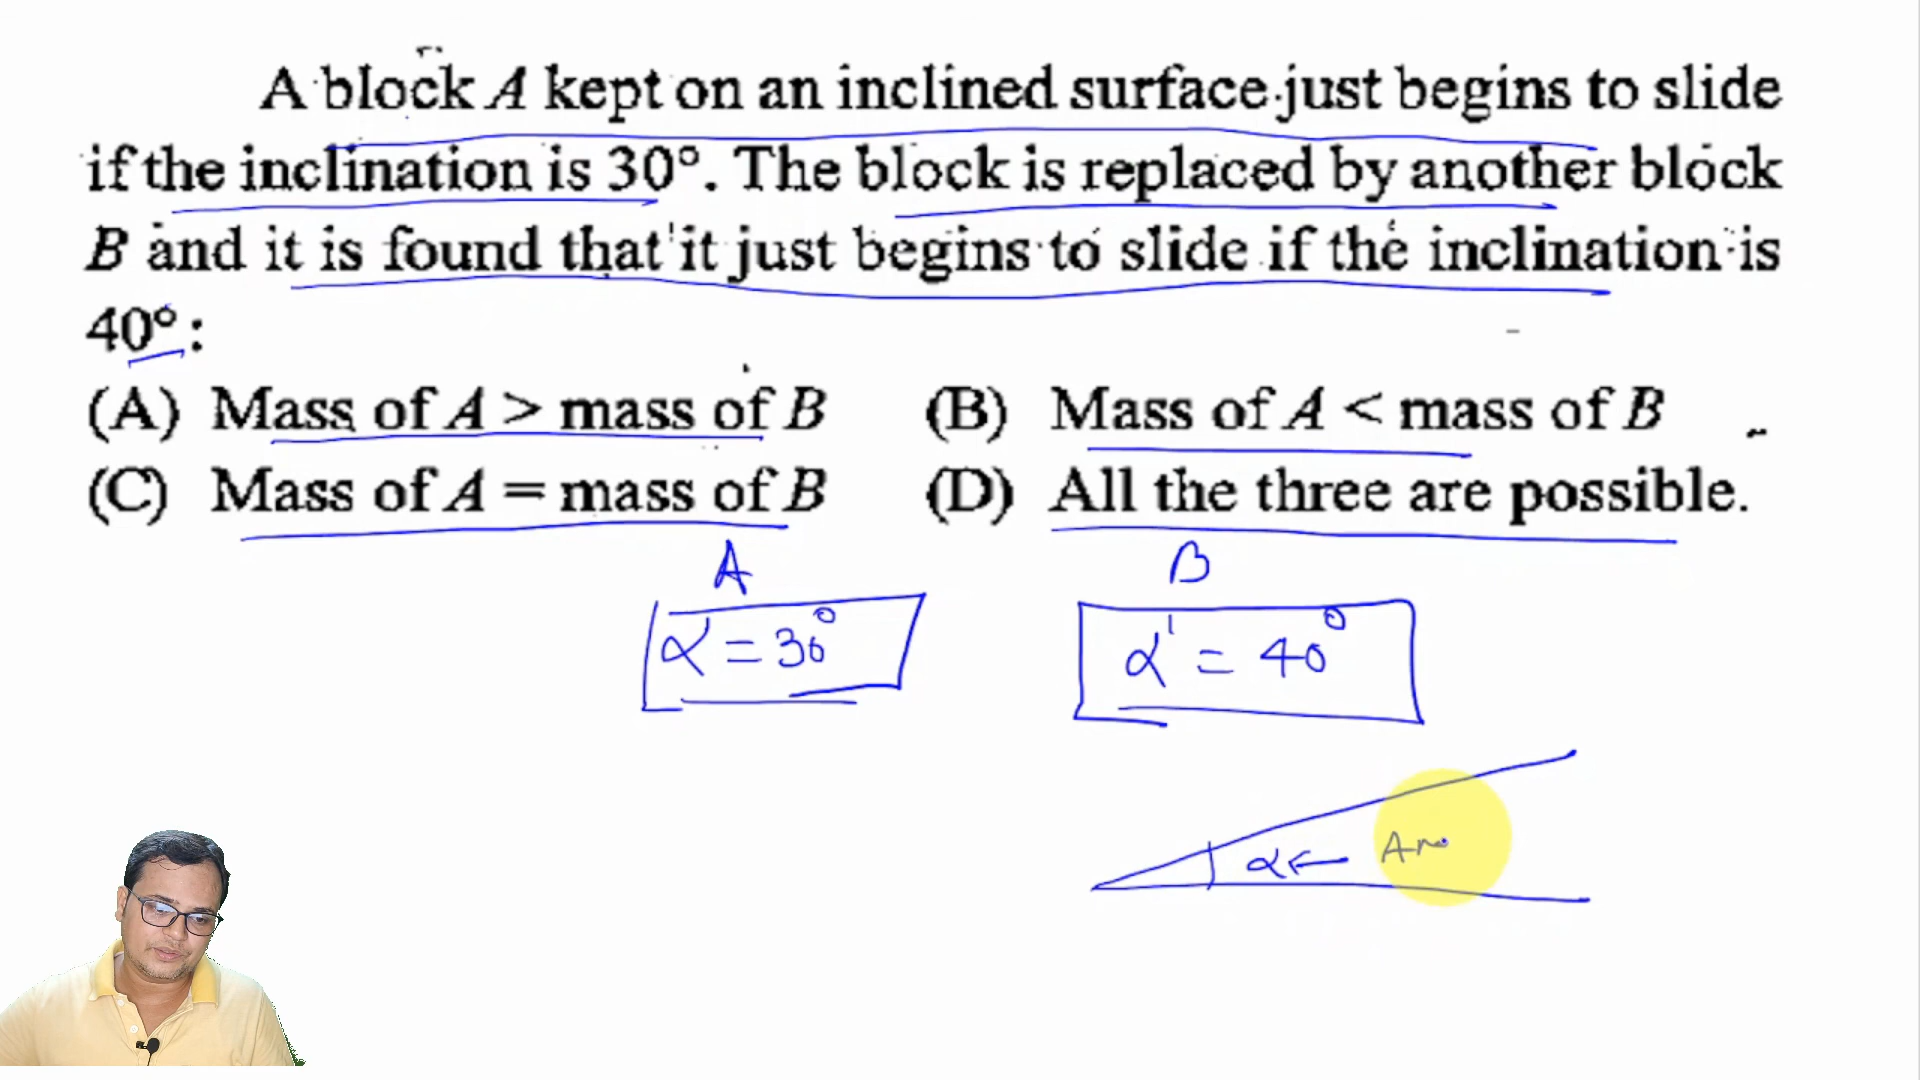 A block A kept on an inclined surface just begins to slide
if the inclination is 30°. The block is replaced by another block
B and it is found that it just begins to slide if the inclination is
40° :
(A) Mass of A > mass of B (B) Mass of A < mass of B
(C) Mass of A = mass of B (D) All the three are possible.
A B
α = 30° α' = 40°
α ←